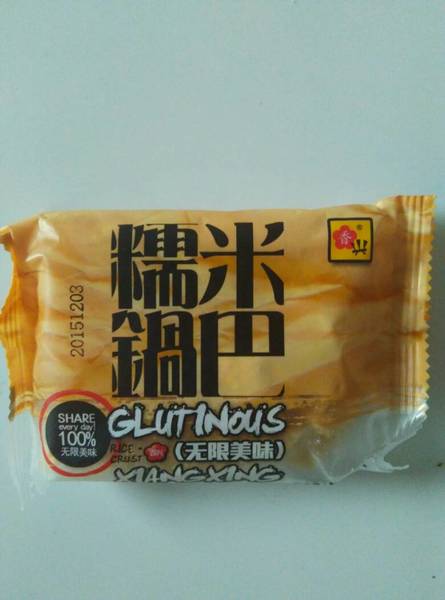 香
兴
®
糯米
鍋巴
20151203
SHARE
every day!
100%
无限美味
GLUTINOUS
RICE
CRUST
(无限美味)
XIANGXING